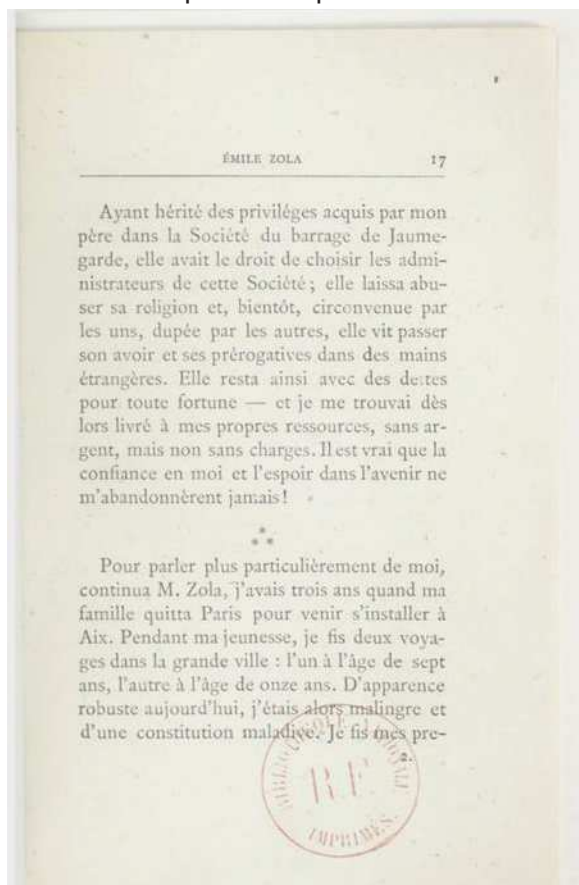 ÉMILE ZOLA 17
Ayant hérité des priviléges acquis par mon
père dans la Société du barrage de Jaume-
garde, elle avait le droit de choisir les admi-
nistrateurs de cette Société ; elle laissa abu-
ser sa religion et, bientôt, circonvenue par
les uns, dupée par les autres, elle vit passer
son avoir et ses prérogatives dans des mains
étrangères. Elle resta ainsi avec des dettes
pour toute fortune — et je me trouvai dès
lors livré à mes propres ressources, sans ar-
gent, mais non sans charges. Il est vrai que la
confiance en moi et l'espoir dans l'avenir ne
m'abandonnèrent jamais !
Pour parler plus particulièrement de moi,
continua M. Zola, j'avais trois ans quand ma
famille quitta Paris pour venir s'installer à
Aix. Pendant ma jeunesse, je fis deux voya-
ges dans la grande ville : l'un à l'âge de sept
ans, l'autre à l'âge de onze ans. D'apparence
robuste aujourd'hui, j'étais alors malingre et
d'une constitution maladive. Je fis mes pre-
2.
BIBLIOTHÈQUE NATIONALE
R.F.
IMPRIMÉS.